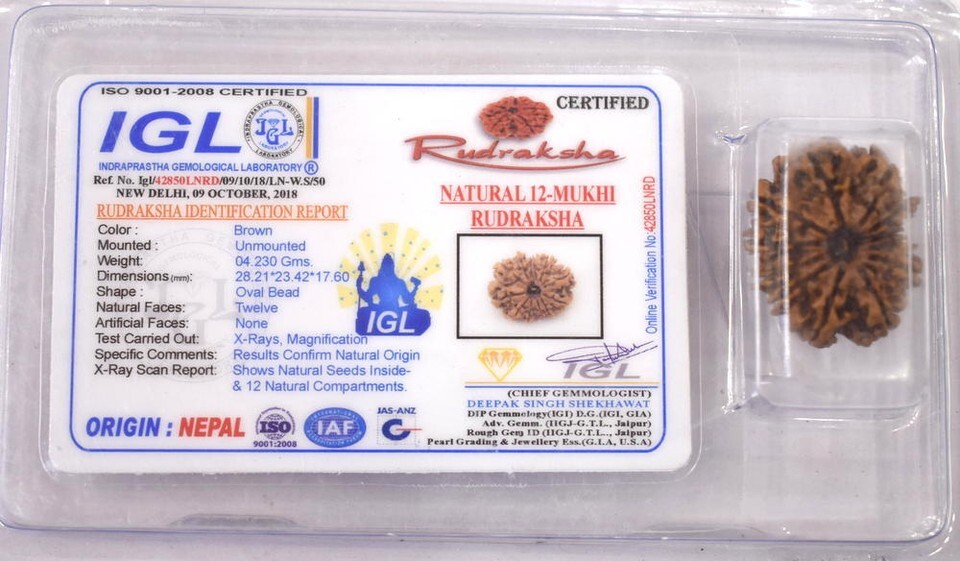 ISO 9001-2008 CERTIFIED
IGL
INDRAPRASTHA GEMOLOGICAL LABORATORY ®
Ref. No. Igl/42850LNRD/09/10/18/LN-W.S/50
NEW DELHI, 09 OCTOBER, 2018
RUDRAKSHA IDENTIFICATION REPORT
Color : Brown
Mounted : Unmounted
Weight: 04.230 Gms.
Dimensions (mm): 28.21*23.42*17.60
Shape : Oval Bead
Natural Faces: Twelve
Artificial Faces: None
Test Carried Out: X-Rays, Magnification
Specific Comments: Results Confirm Natural Origin
X-Ray Scan Report: Shows Natural Seeds Inside-
& 12 Natural Compartments.
IGL
ORIGIN : NEPAL
ISO
9001:2008
IAF
JAS-ANZ
CERTIFIED
Rudraksha
NATURAL 12-MUKHI
RUDRAKSHA
Online Verification No:42850LNRD
IGL
(CHIEF GEMMOLOGIST)
DEEPAK SINGH SHEKHAWAT
DIP Gemmology(IGI) D.G.(IGI, GIA)
Adv. Gemm. (IIGJ-G.T.L., Jaipur)
Rough Gem ID (IIGJ-G.T.L., Jaipur)
Pearl Grading & Jewellery Ess.(G.I.A, U.S.A)